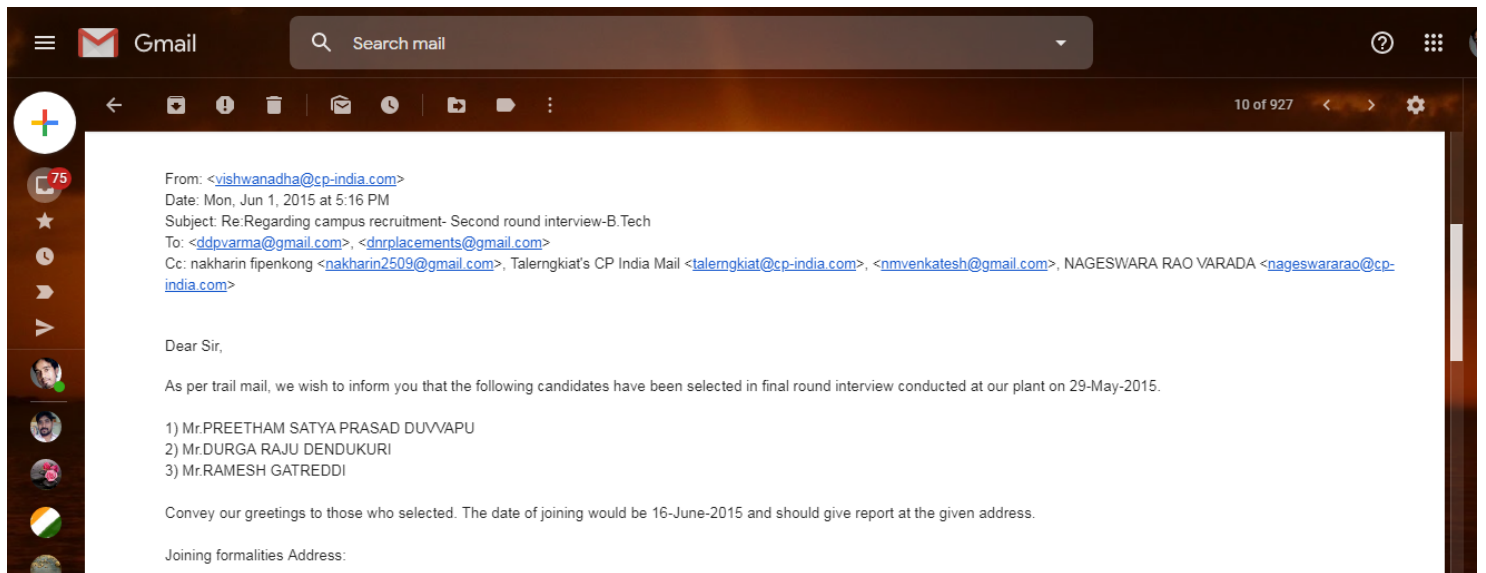 Gmail
Search mail
10 of 927
75
From: <vishwanadha@cp-india.com>
Date: Mon, Jun 1, 2015 at 5:16 PM
Subject: Re:Regarding campus recruitment- Second round interview-B.Tech
To: <ddpvarma@gmail.com>, <dnrplacements@gmail.com>
Cc: nakharin fipenkong <nakharin2509@gmail.com>, Talerngkiat's CP India Mail <talerngkiat@cp-india.com>, <nmvenkatesh@gmail.com>, NAGESWARA RAO VARADA <nageswararao@cp-
india.com>
Dear Sir,
As per trail mail, we wish to inform you that the following candidates have been selected in final round interview conducted at our plant on 29-May-2015.
1) Mr.PREETHAM SATYA PRASAD DUVVAPU
2) Mr.DURGA RAJU DENDUKURI
3) Mr.RAMESH GATREDDI
Convey our greetings to those who selected. The date of joining would be 16-June-2015 and should give report at the given address.
Joining formalities Address: